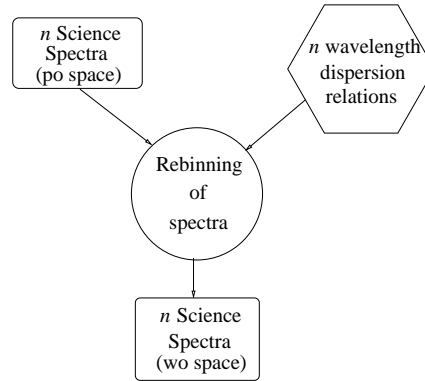 n Science
Spectra
(po space)
n wavelength
dispersion
relations
Rebinning
of
spectra
n Science
Spectra
(wo space)